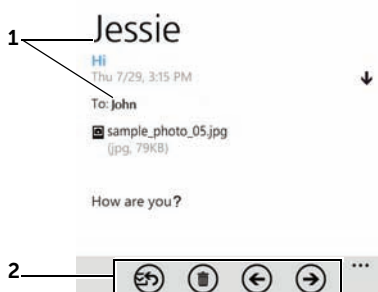 1
Jessie
Hi
Thu 7/29, 3:15 PM
To: John
sample_photo_05.jpg
(jpg, 79KB)
How are you?
2
...